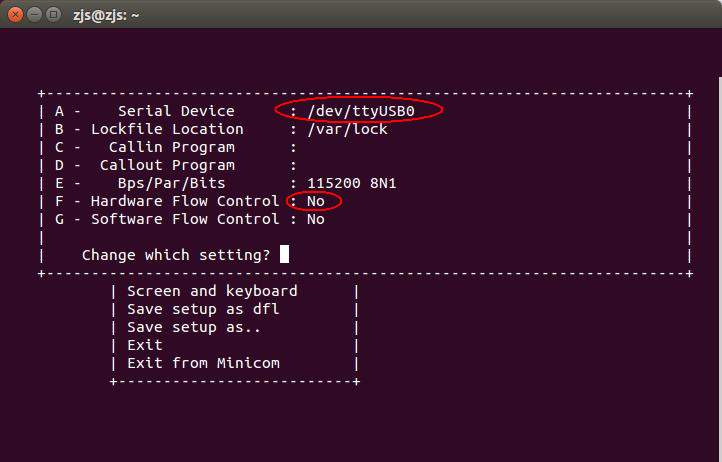 zjs@zjs: ~
+-----------------------------------------------------------------------+
| A -    Serial Device      : /dev/ttyUSB0                              |
| B - Lockfile Location     : /var/lock                                 |
| C -   Callin Program      :                                           |
| D -  Callout Program      :                                           |
| E -    Bps/Par/Bits       : 115200 8N1                                |
| F - Hardware Flow Control : No                                        |
| G - Software Flow Control : No                                        |
|                                                                       |
|    Change which setting?                                              |
+-----------------------------------------------------------------------+
| Screen and keyboard      |
| Save setup as dfl        |
| Save setup as..          |
| Exit                     |
| Exit from Minicom        |
+--------------------------+